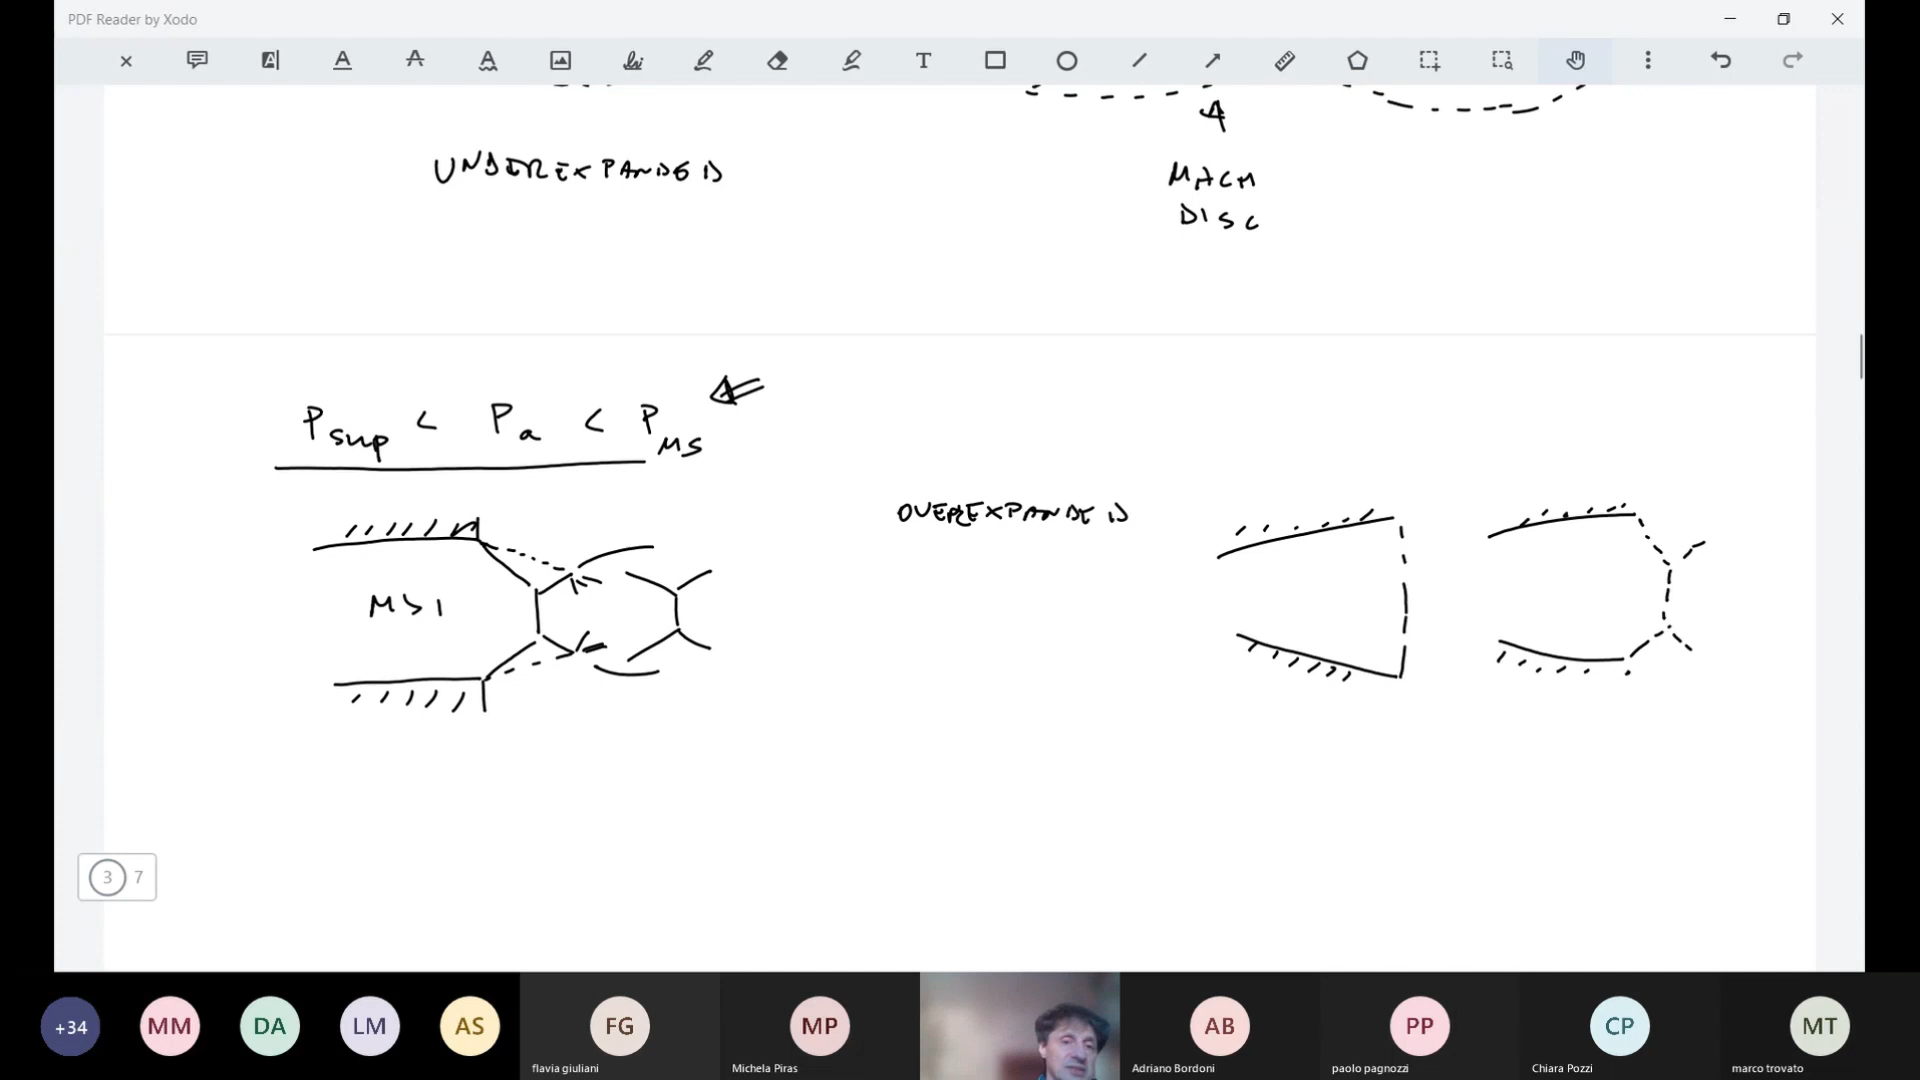 PDF Reader by Xodo
UNDEREXPANDED
MACH
DISC
Psup < Pa < PMS
OVEREXPANDED
M>1
3 7
+34
MM
DA
LM
AS
FG
MP
AB
PP
CP
MT
flavia giuliani
Michela Piras
Adriano Bordoni
paolo pagnozzi
Chiara Pozzi
marco trovato